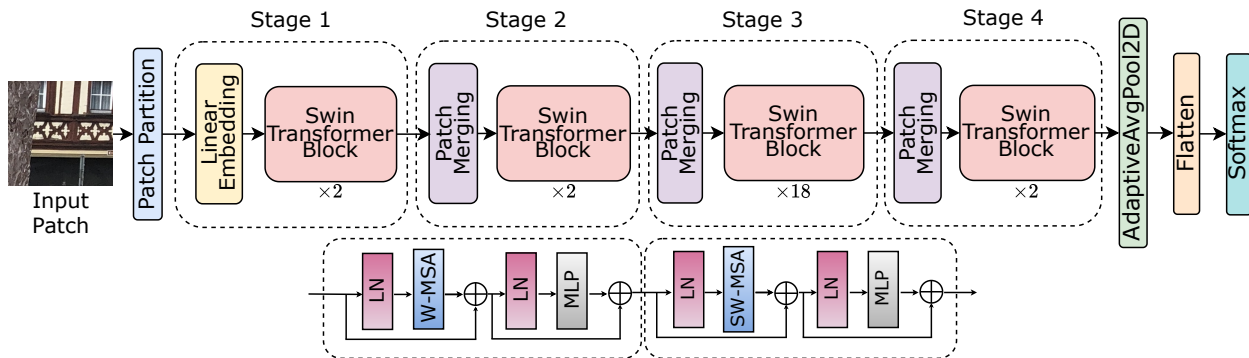 Stage 1
Stage 2
Stage 3
Stage 4
Input
Patch
Patch Partition
Linear
Embedding
Swin
Transformer
Block
×2
Patch
Merging
Swin
Transformer
Block
×2
Patch
Merging
Swin
Transformer
Block
×18
Patch
Merging
Swin
Transformer
Block
×2
AdaptiveAvgPool2D
Flatten
Softmax
LN
W-MSA
LN
MLP
LN
SW-MSA
LN
MLP